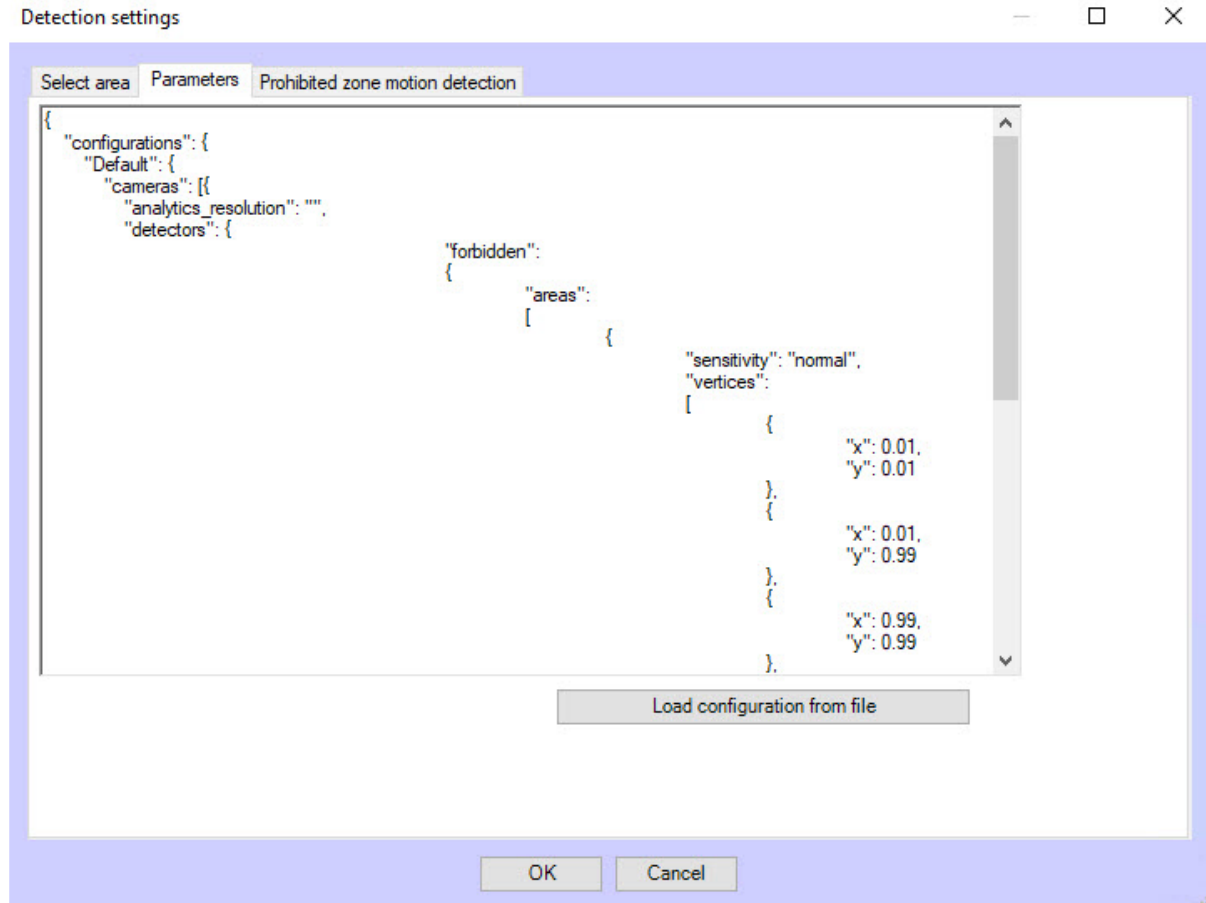 Detection settings
Select area Parameters Prohibited zone motion detection
{
"configurations": {
"Default": {
"cameras": [{
"analytics_resolution": "",
"detectors": {
"forbidden":
{
"areas":
[
{
"sensitivity": "normal",
"vertices":
[
{
"x": 0.01,
"y": 0.01
},
{
"x": 0.01,
"y": 0.99
},
{
"x": 0.99,
"y": 0.99
},
Load configuration from file
OK Cancel